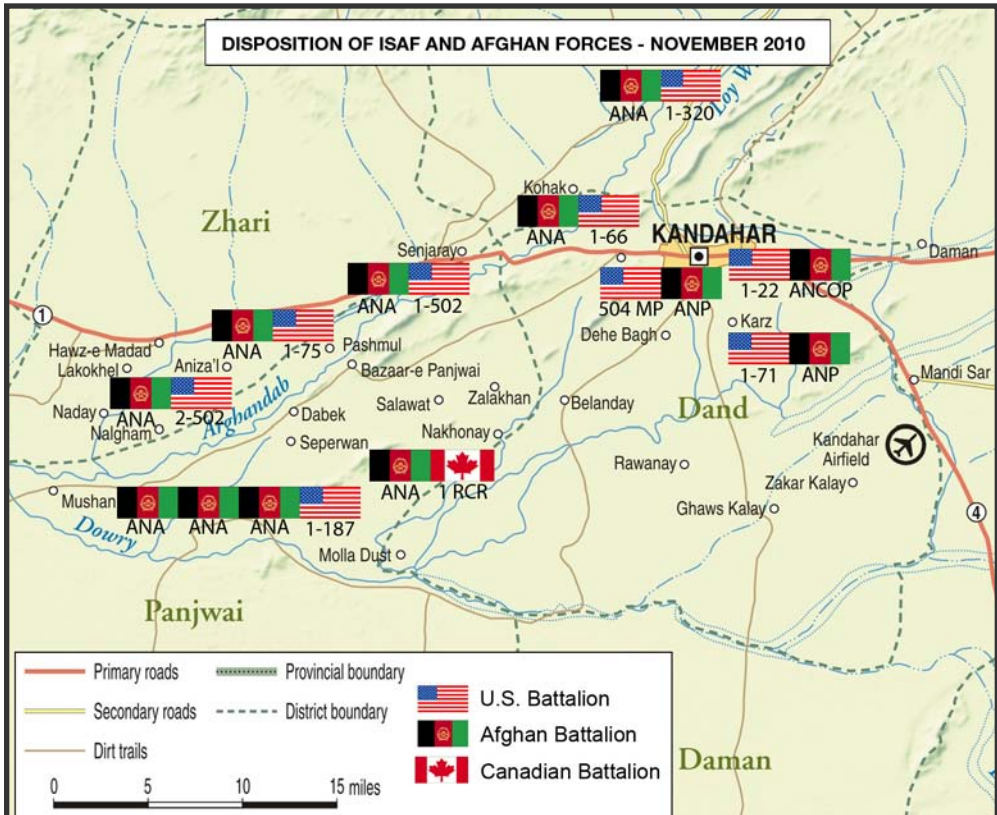 DISPOSITION OF ISAF AND AFGHAN FORCES - NOVEMBER 2010
ANA 1-320
Kohak
Zhari
ANA 1-66
KANDAHAR
Senjaray
Daman
ANA 1-502
504 MP ANP
1-22 ANCOP
1
ANA 1-75
Pashmul
Dehe Bagh
Karz
Hawz-e Madad
Lakokhel
Aniza'l
Bazaar-e Panjwai
1-71 ANP
Mandi Sar
ANA 2-502
Arghandab
Naday
Nalgham
Dabek
Salawat
Zalakhan
Belanday
Dand
Seperwan
Nakhonay
Kandahar
Airfield
ANA 1 RCR
Rawanay
Zakar Kalay
Mushan
ANA ANA ANA 1-187
Ghaws Kalay
4
Dowry
Molla Dust
Panjwai
Primary roads
Provincial boundary
Secondary roads
District boundary
Dirt trails
U.S. Battalion
Afghan Battalion
Canadian Battalion
0 5 10 15 miles
Daman